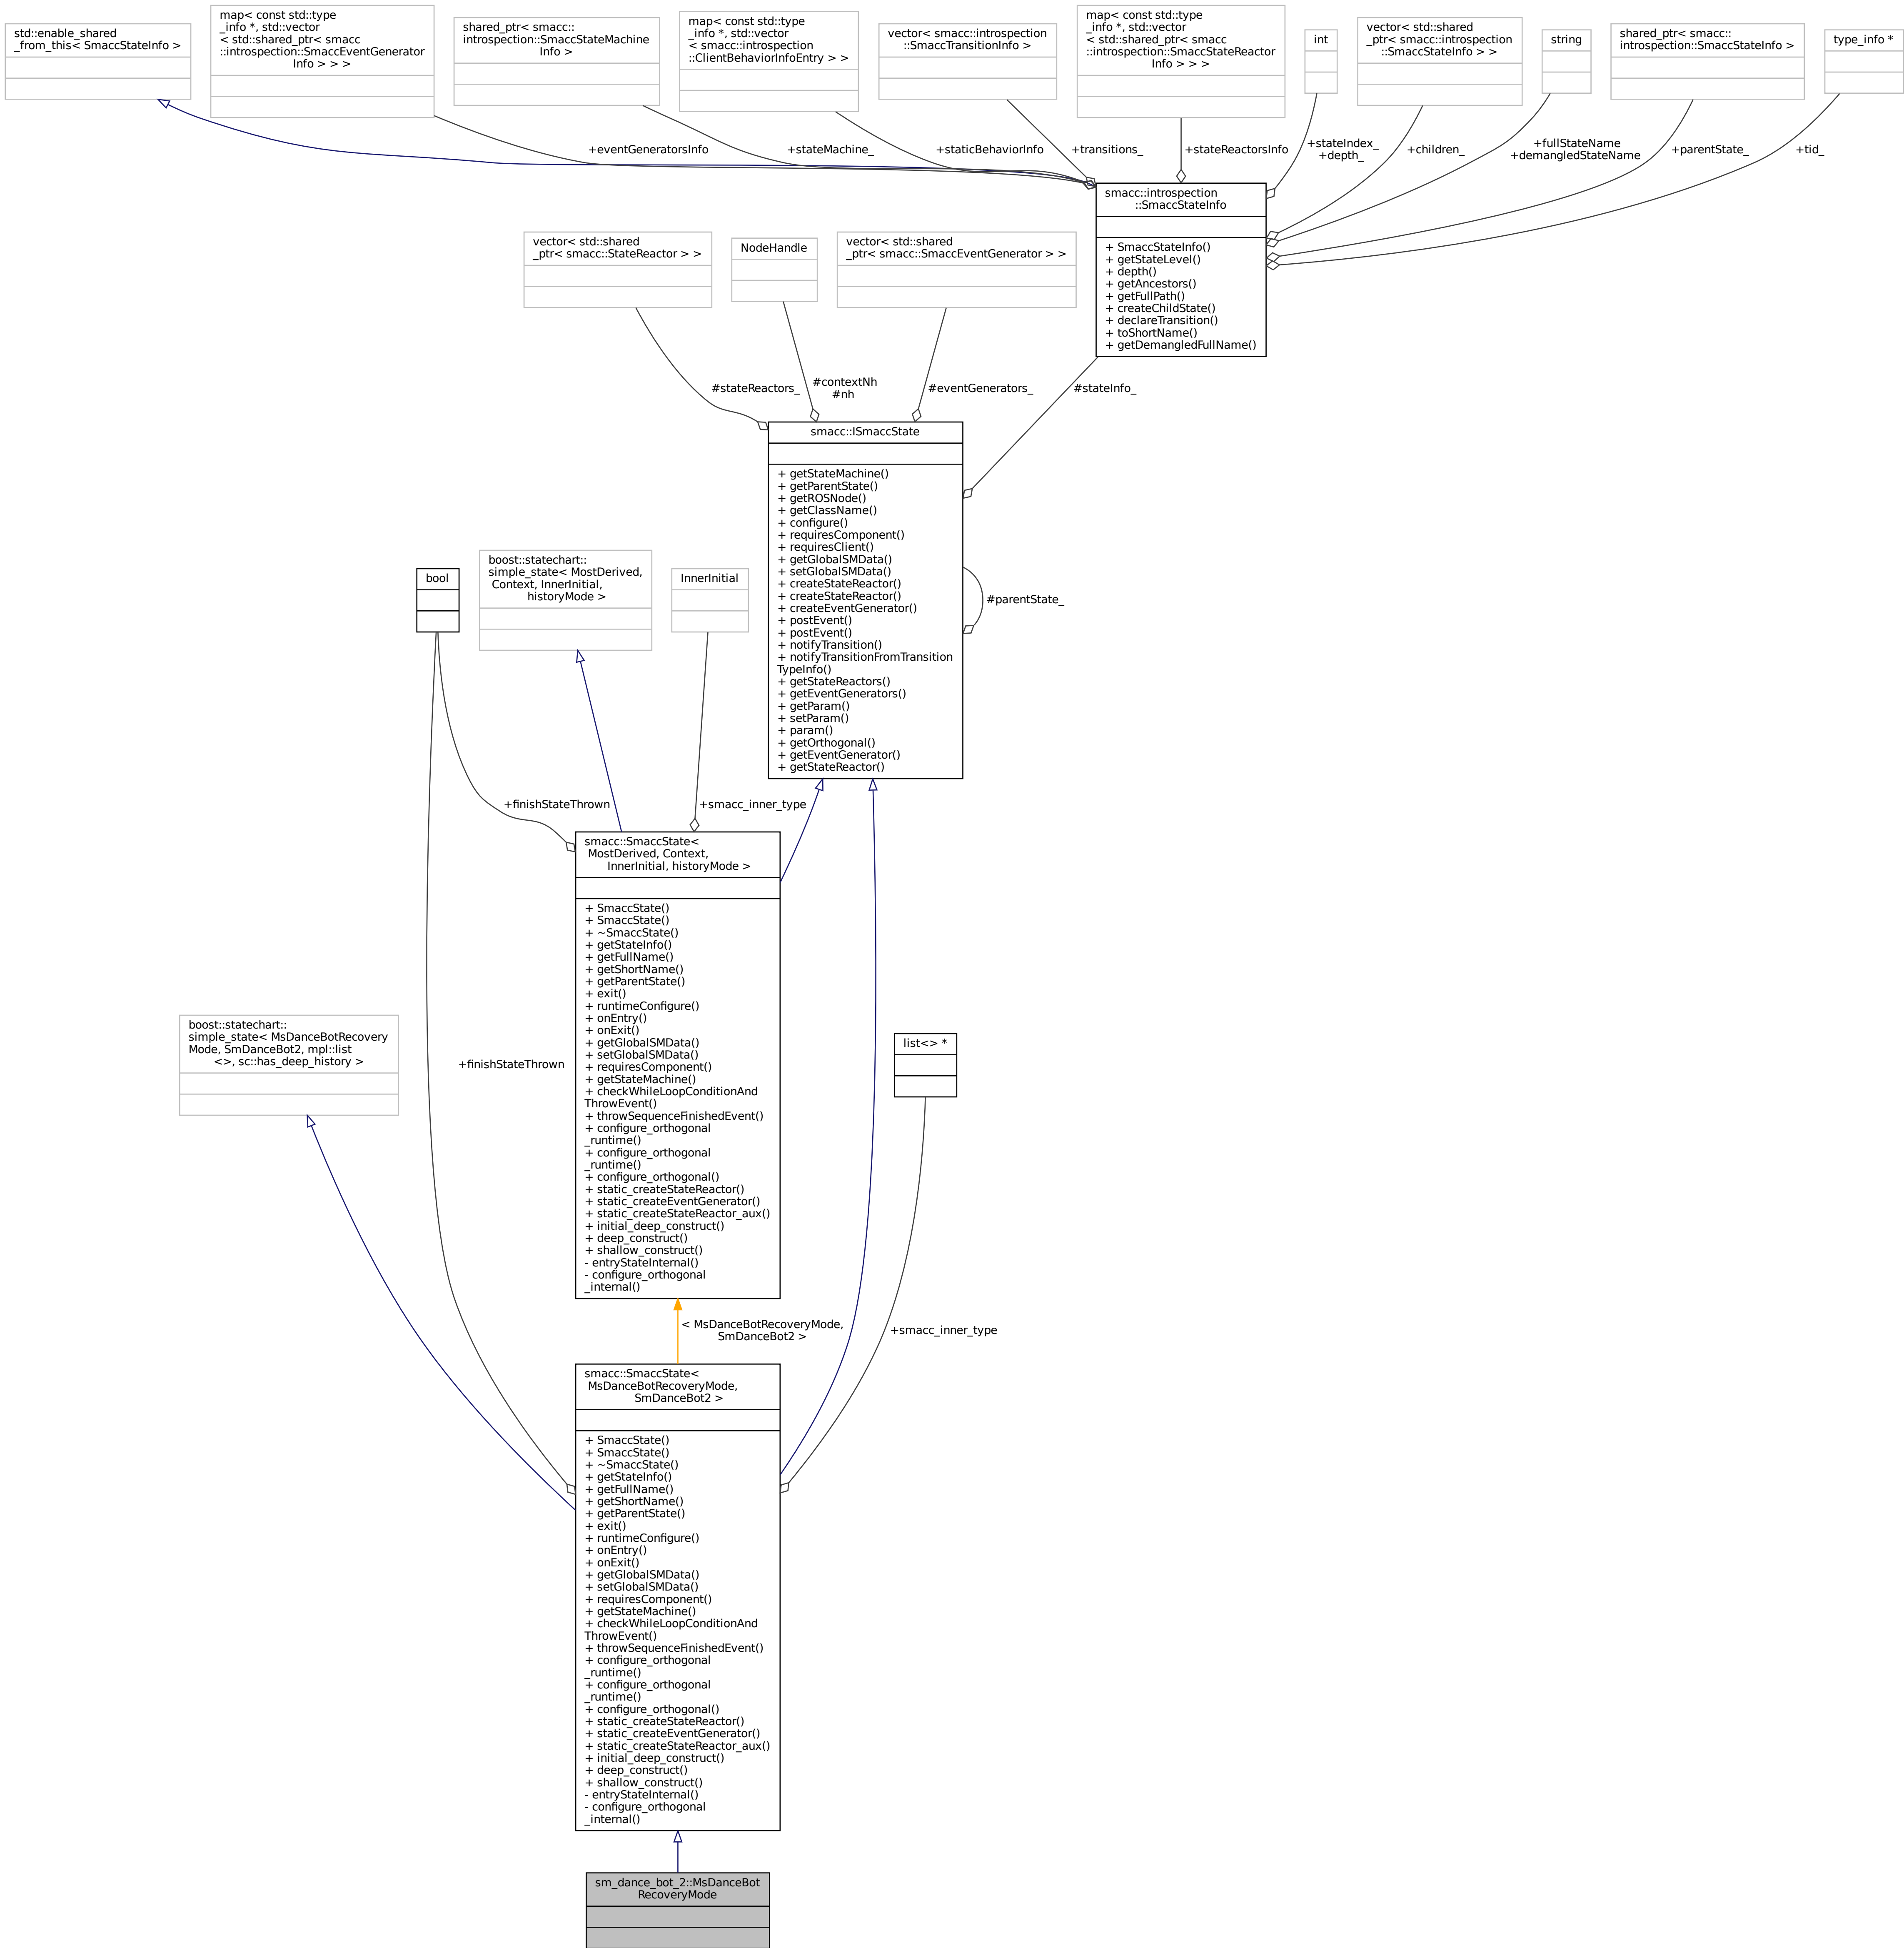 std::enable_shared
_from_this< SmaccStateInfo >
map< const std::type
_info *, std::vector
< std::shared_ptr< smacc
::introspection::SmaccEventGenerator
Info > > >
shared_ptr< smacc::
introspection::SmaccStateMachine
Info >
map< const std::type
_info *, std::vector
< smacc::introspection
::ClientBehaviorInfoEntry > >
vector< smacc::introspection
::SmaccTransitionInfo >
map< const std::type
_info *, std::vector
< std::shared_ptr< smacc
::introspection::SmaccStateReactor
Info > > >
int
vector< std::shared
_ptr< smacc::introspection
::SmaccStateInfo > >
string
shared_ptr< smacc::
introspection::SmaccStateInfo >
type_info *
+eventGeneratorsInfo
+stateMachine_
+staticBehaviorInfo
+transitions_
+stateReactorsInfo
+stateIndex_
+depth_
+children_
+fullStateName
+demangledStateName
+parentState_
+tid_
smacc::introspection
::SmaccStateInfo
+ SmaccStateInfo()
+ getStateLevel()
+ depth()
+ getAncestors()
+ getFullPath()
+ createChildState()
+ declareTransition()
+ toShortName()
+ getDemangledFullName()
vector< std::shared
_ptr< smacc::StateReactor > >
NodeHandle
vector< std::shared
_ptr< smacc::SmaccEventGenerator > >
#stateReactors_
#contextNh
#nh
#eventGenerators_
#stateInfo_
smacc::ISmaccState
+ getStateMachine()
+ getParentState()
+ getROSNode()
+ getClassName()
+ configure()
+ requiresComponent()
+ requiresClient()
+ getGlobalSMData()
+ setGlobalSMData()
+ createStateReactor()
+ createStateReactor()
+ createEventGenerator()
+ postEvent()
+ postEvent()
+ notifyTransition()
+ notifyTransitionFromTransition
TypeInfo()
+ getStateReactors()
+ getEventGenerators()
+ getParam()
+ setParam()
+ param()
+ getOrthogonal()
+ getEventGenerator()
+ getStateReactor()
#parentState_
bool
boost::statechart::
simple_state< MostDerived,
Context, InnerInitial,
historyMode >
InnerInitial
+finishStateThrown
+smacc_inner_type
smacc::SmaccState<
MostDerived, Context,
InnerInitial, historyMode >
+ SmaccState()
+ SmaccState()
+ ~SmaccState()
+ getStateInfo()
+ getFullName()
+ getShortName()
+ getParentState()
+ exit()
+ runtimeConfigure()
+ onEntry()
+ onExit()
+ getGlobalSMData()
+ setGlobalSMData()
+ requiresComponent()
+ getStateMachine()
+ checkWhileLoopConditionAnd
ThrowEvent()
+ throwSequenceFinishedEvent()
+ configure_orthogonal
_runtime()
+ configure_orthogonal
_runtime()
+ configure_orthogonal()
+ static_createStateReactor()
+ static_createEventGenerator()
+ static_createStateReactor_aux()
+ initial_deep_construct()
+ deep_construct()
+ shallow_construct()
- entryStateInternal()
- configure_orthogonal
_internal()
boost::statechart::
simple_state< MsDanceBotRecovery
Mode, SmDanceBot2, mpl::list
<>, sc::has_deep_history >
+finishStateThrown
list<> *
< MsDanceBotRecoveryMode,
SmDanceBot2 >
+smacc_inner_type
smacc::SmaccState<
MsDanceBotRecoveryMode,
SmDanceBot2 >
+ SmaccState()
+ SmaccState()
+ ~SmaccState()
+ getStateInfo()
+ getFullName()
+ getShortName()
+ getParentState()
+ exit()
+ runtimeConfigure()
+ onEntry()
+ onExit()
+ getGlobalSMData()
+ setGlobalSMData()
+ requiresComponent()
+ getStateMachine()
+ checkWhileLoopConditionAnd
ThrowEvent()
+ throwSequenceFinishedEvent()
+ configure_orthogonal
_runtime()
+ configure_orthogonal
_runtime()
+ configure_orthogonal()
+ static_createStateReactor()
+ static_createEventGenerator()
+ static_createStateReactor_aux()
+ initial_deep_construct()
+ deep_construct()
+ shallow_construct()
- entryStateInternal()
- configure_orthogonal
_internal()
sm_dance_bot_2::MsDanceBot
RecoveryMode